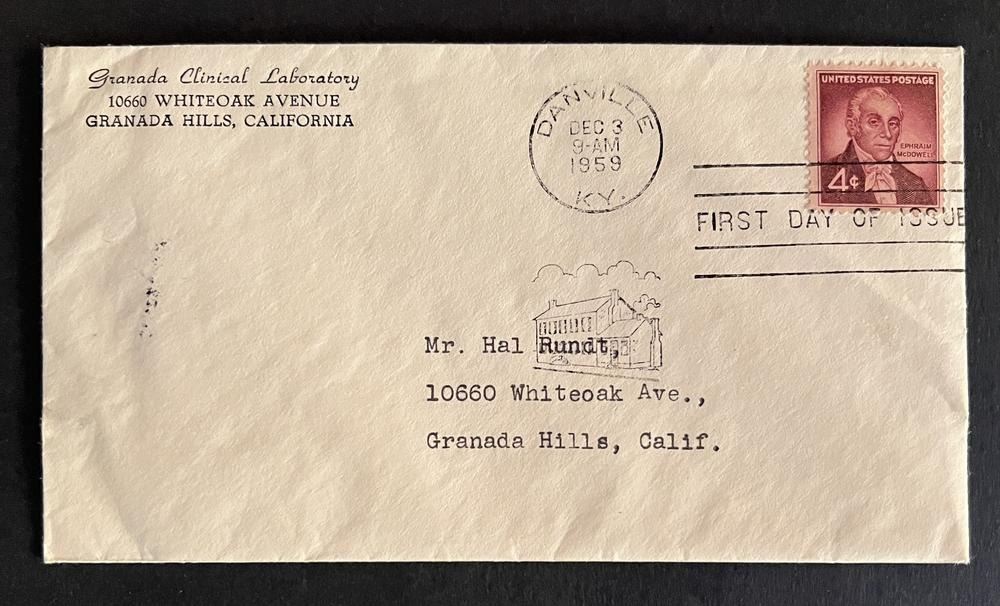 Granada Clinical Laboratory
10660 WHITEOAK AVENUE
GRANADA HILLS, CALIFORNIA
DANVILLE
DEC 3
9-AM
1959
KY.
UNITED STATES POSTAGE
EPHRAIM
McDOWELL
4¢
FIRST DAY OF ISSUE
Mr. Hal Rundt,
10660 Whiteoak Ave.,
Granada Hills, Calif.